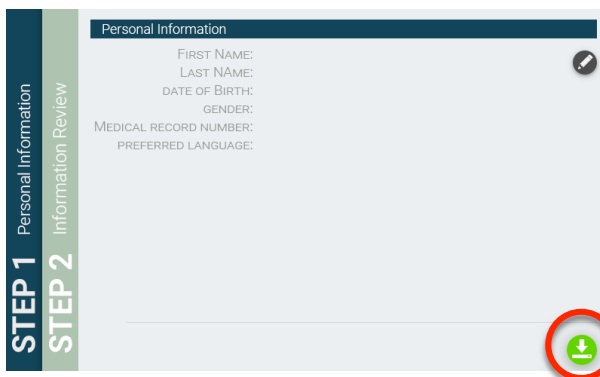 STEP 1 Personal Information
STEP 2 Information Review
Personal Information
FIRST NAME:
LAST NAME:
DATE OF BIRTH:
GENDER:
MEDICAL RECORD NUMBER:
PREFERRED LANGUAGE: